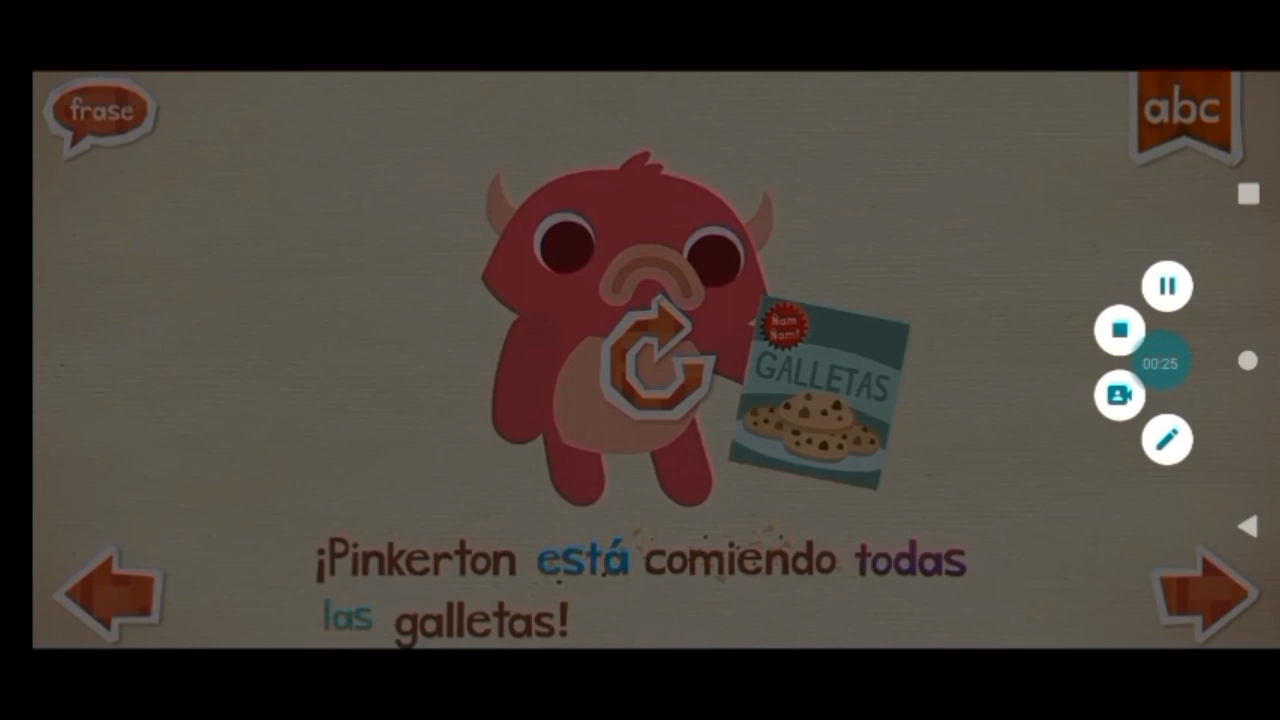 frase
abc
Ñam
Ñam!
GALLETAS
00:25
¡Pinkerton está comiendo todas
las galletas!